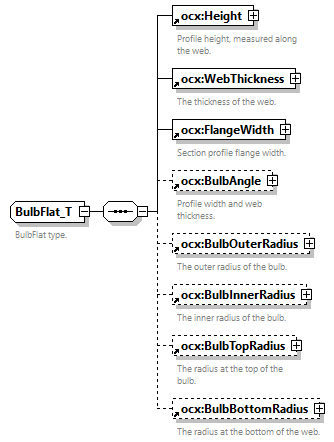 ocx:Height
Profile height, measured along
the web.
ocx:WebThickness
The thickness of the web.
ocx:FlangeWidth
Section profile flange width.
ocx:BulbAngle
Profile width and web
thickness.
BulbFlat_T
BulbFlat type.
ocx:BulbOuterRadius
The outer radius of the bulb.
ocx:BulbInnerRadius
The inner radius of the bulb.
ocx:BulbTopRadius
The radius at the top of the
bulb.
ocx:BulbBottomRadius
The radius at the bottom of the web.